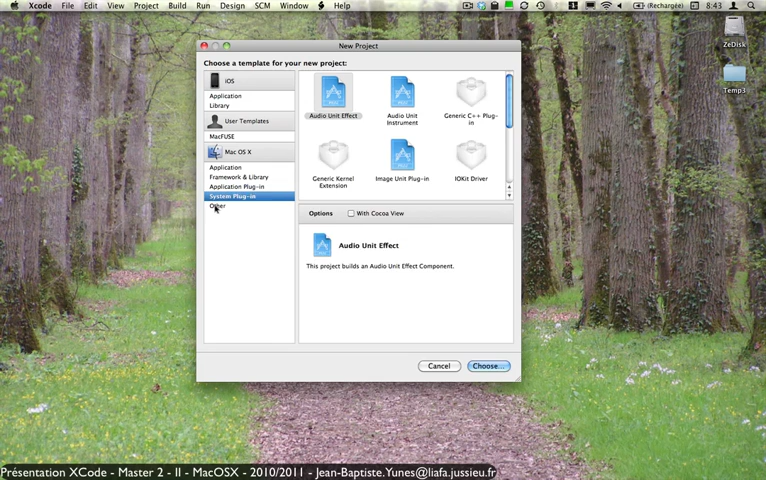 Xcode File Edit View Project Build Run Design SCM Window Help (Rechargée) 8:43
New Project
Choose a template for your new project:
iOS
Application
Library
User Templates
MacFUSE
Mac OS X
Application
Framework & Library
Application Plug-in
System Plug-in
Other
Audio Unit Effect
Audio Unit Instrument
Generic C++ Plug-in
Generic Kernel Extension
Image Unit Plug-in
IOKit Driver
Options With Cocoa View
Audio Unit Effect
This project builds an Audio Unit Effect Component.
Cancel Choose...
ZeDisk
Temp3
Présentation XCode - Master 2 - II - MacOSX - 2010/2011 - Jean-Baptiste.Yunes@liafa.jussieu.fr